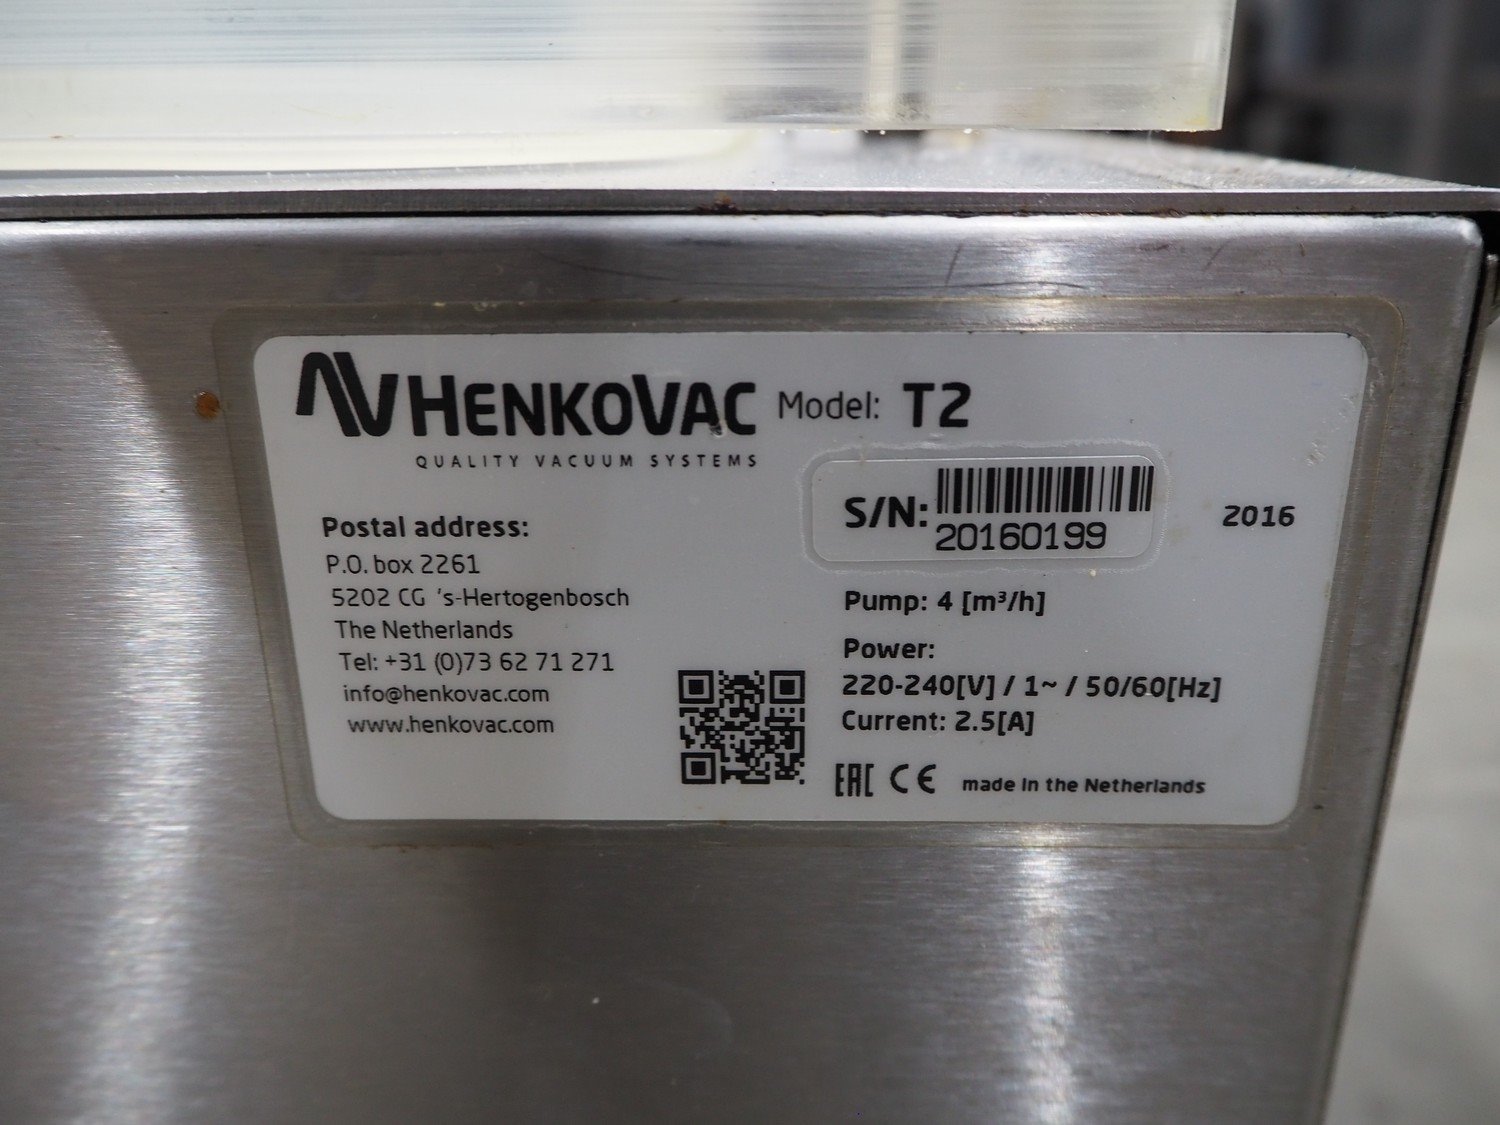 HENKOVAC Model: T2
QUALITY VACUUM SYSTEMS
S/N:
20160199
2016
Postal address:
P.O. box 2261
5202 CG 's-Hertogenbosch
The Netherlands
Tel: +31 (0)73 62 71 271
info@henkovac.com
www.henkovac.com
Pump: 4 [m³/h]
Power:
220-240[V] / 1~ / 50/60[Hz]
Current: 2.5[A]
EAC CE made in the Netherlands